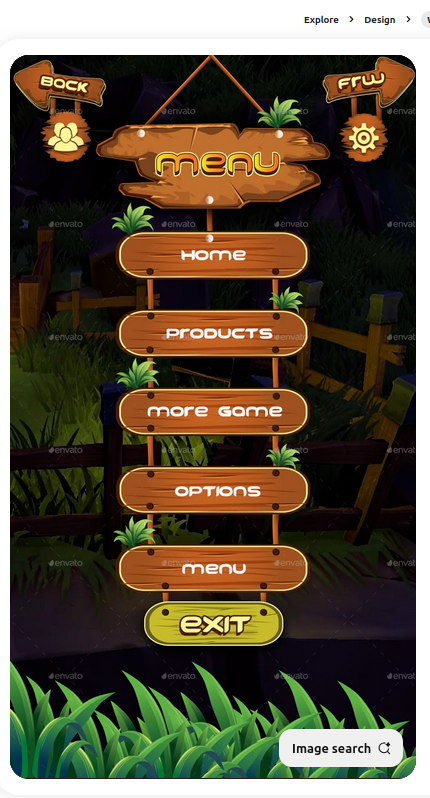 Explore > Design >
BACK
FRW
MENU
HOME
PRODUCTS
MORE GAME
OPTIONS
MENU
EXIT
Image search
envato